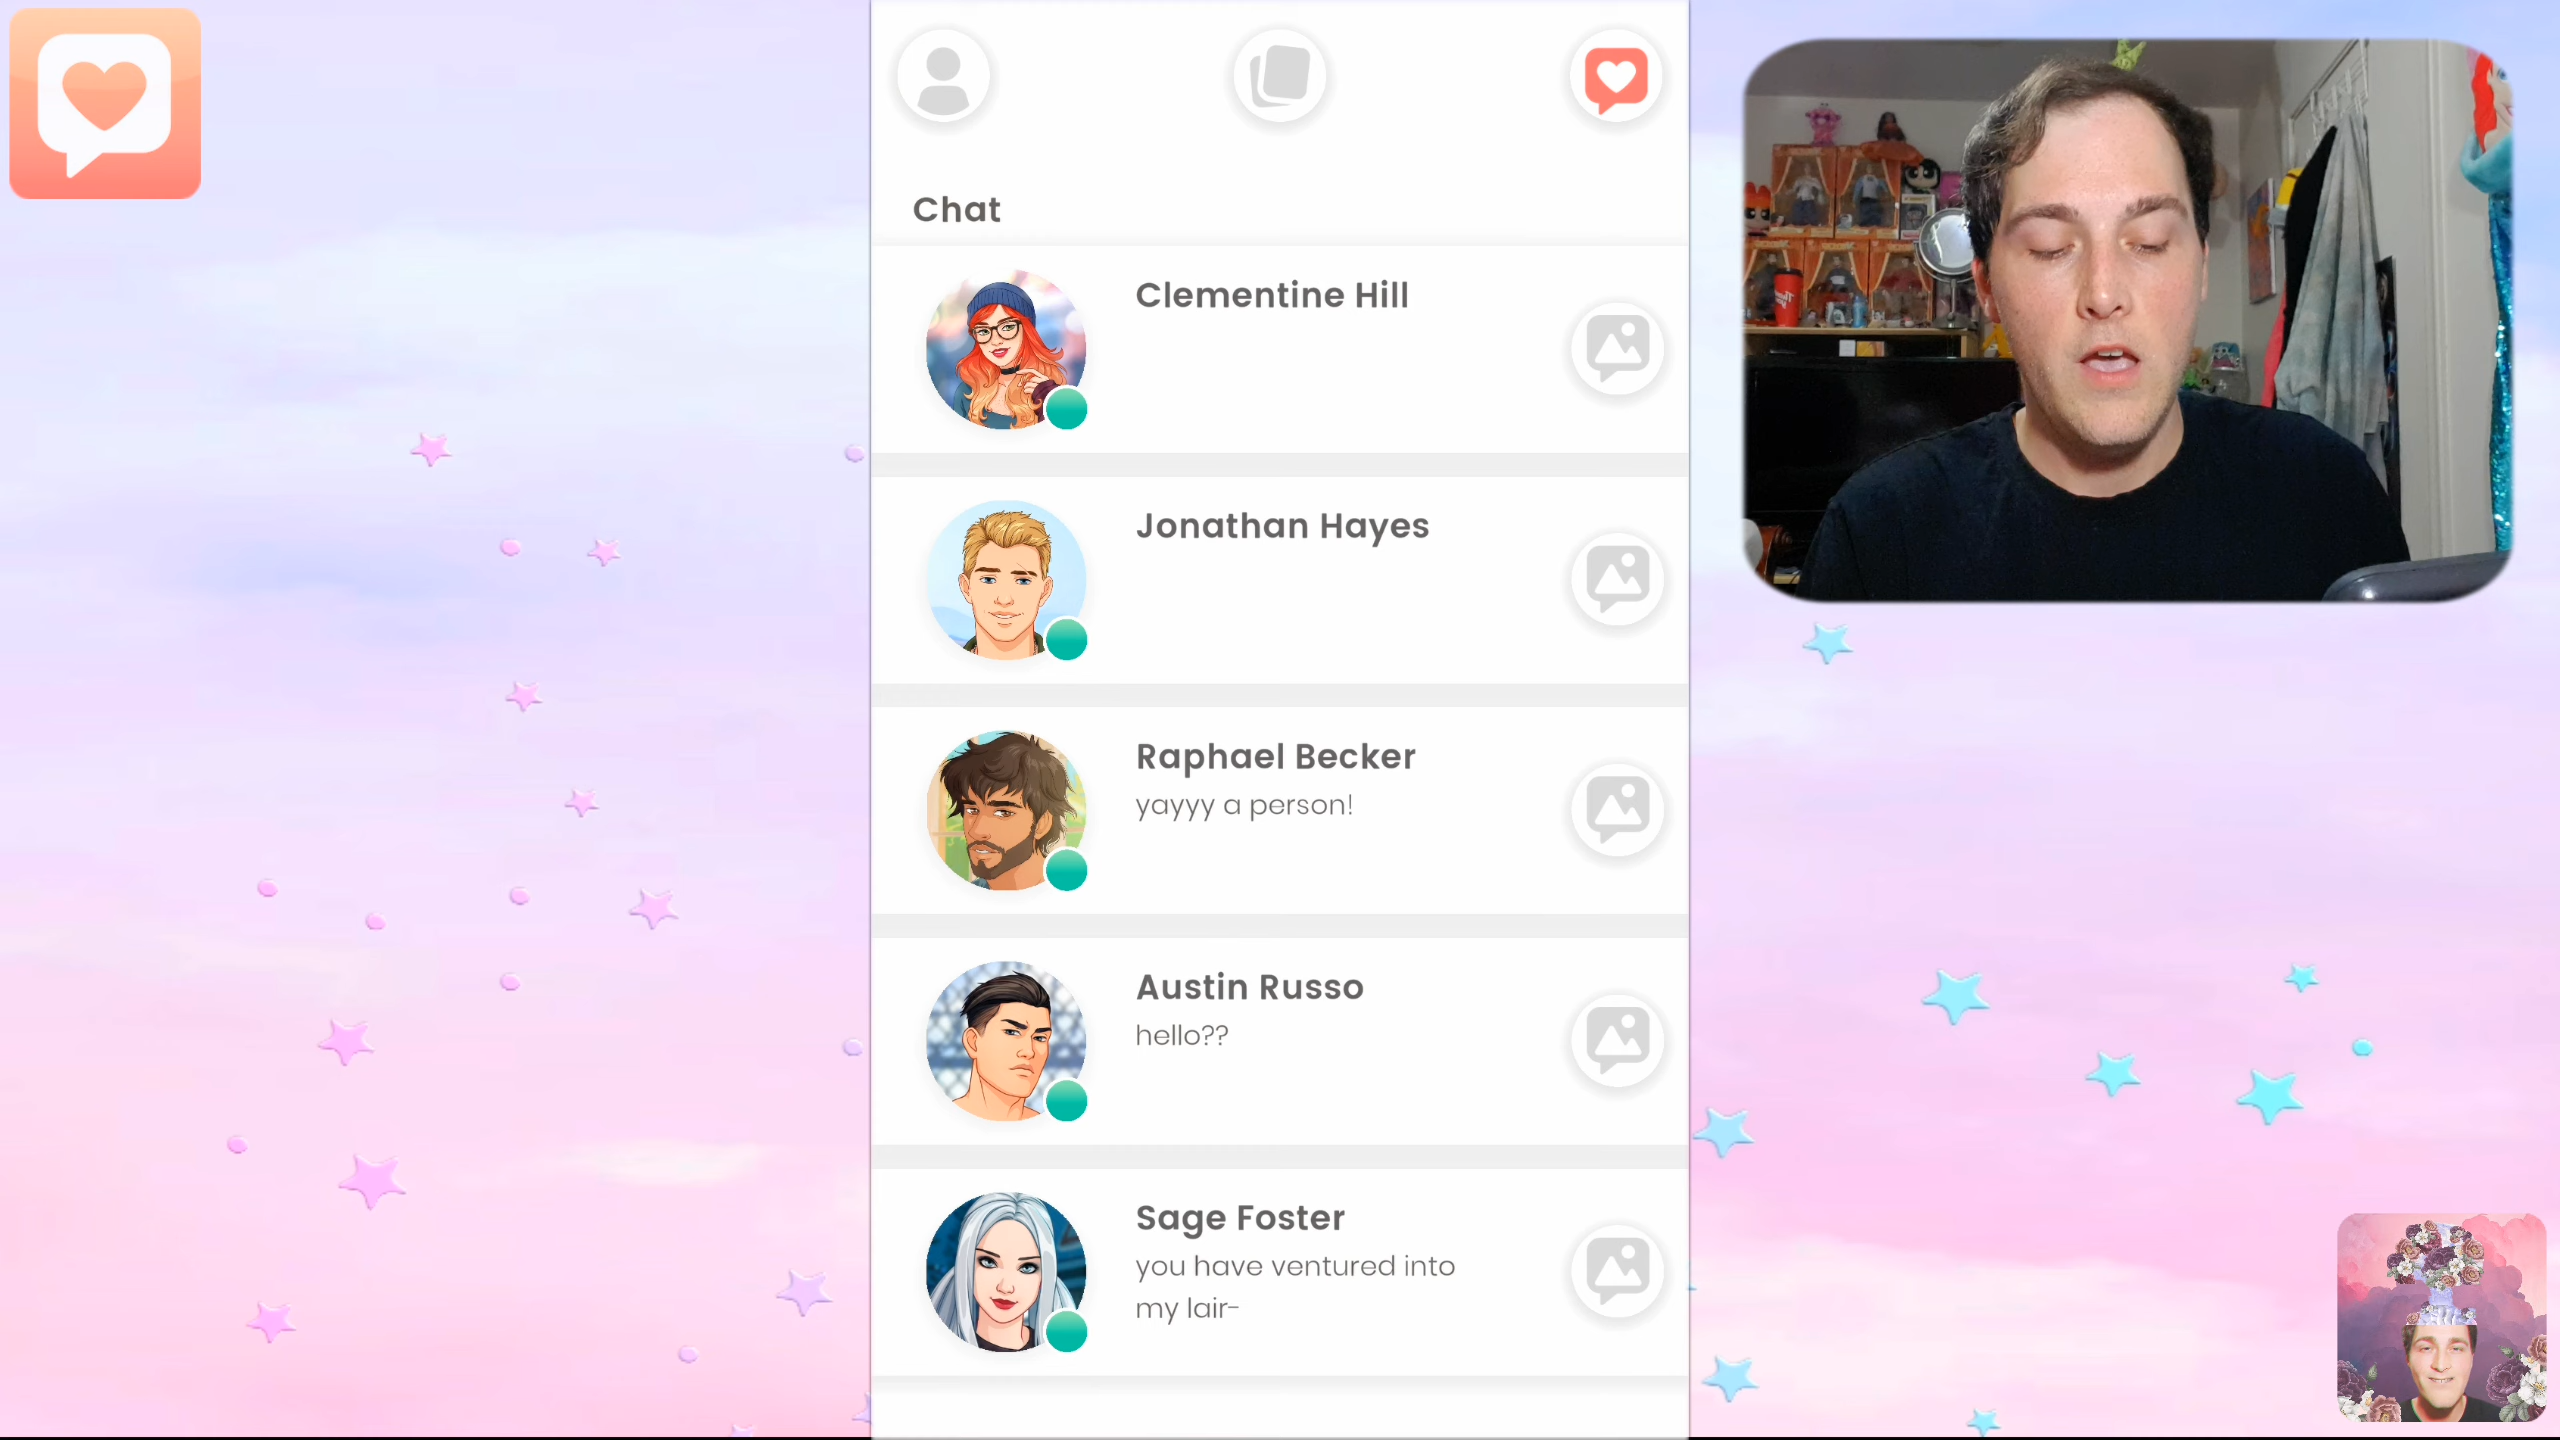 Chat
Clementine Hill
Jonathan Hayes
Raphael Becker
yayyy a person!
Austin Russo
hello??
Sage Foster
you have ventured into
my lair-